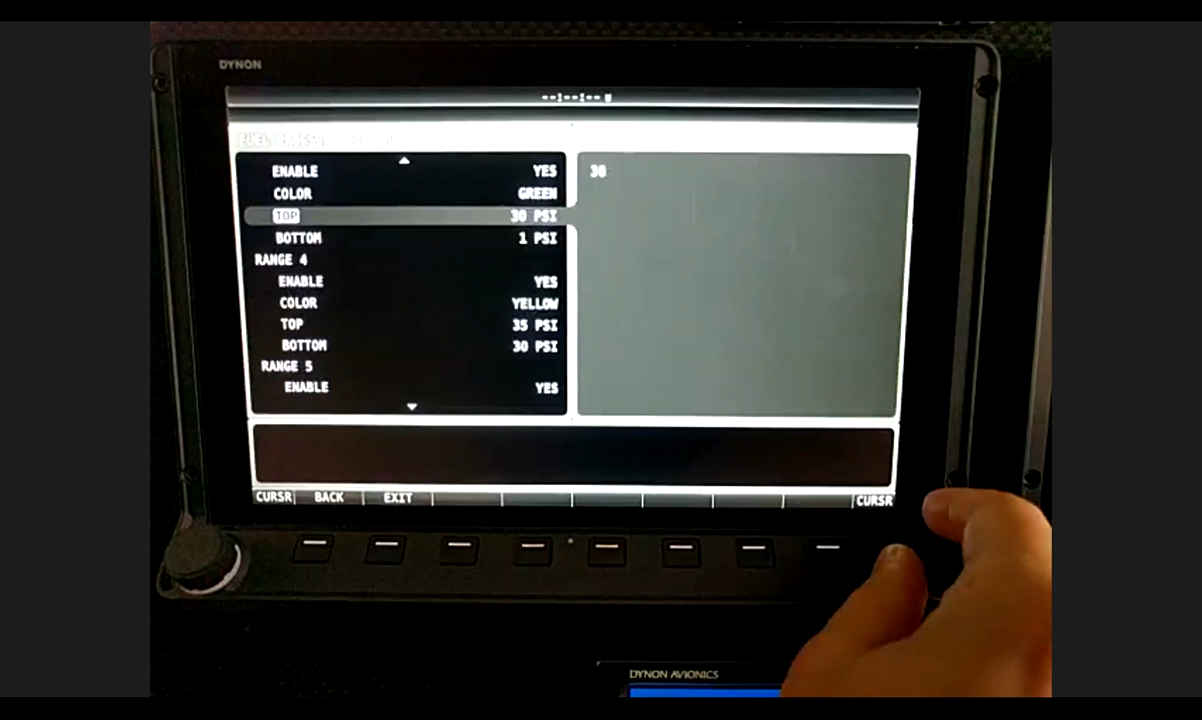 DYNON
--:--:--
FUEL
ENABLE YES
COLOR GREEN
TOP 30 PSI
BOTTOM 1 PSI
RANGE 4
ENABLE YES
COLOR YELLOW
TOP 35 PSI
BOTTOM 30 PSI
RANGE 5
ENABLE YES
30
CURSR BACK EXIT CURSR
DYNON AVIONICS